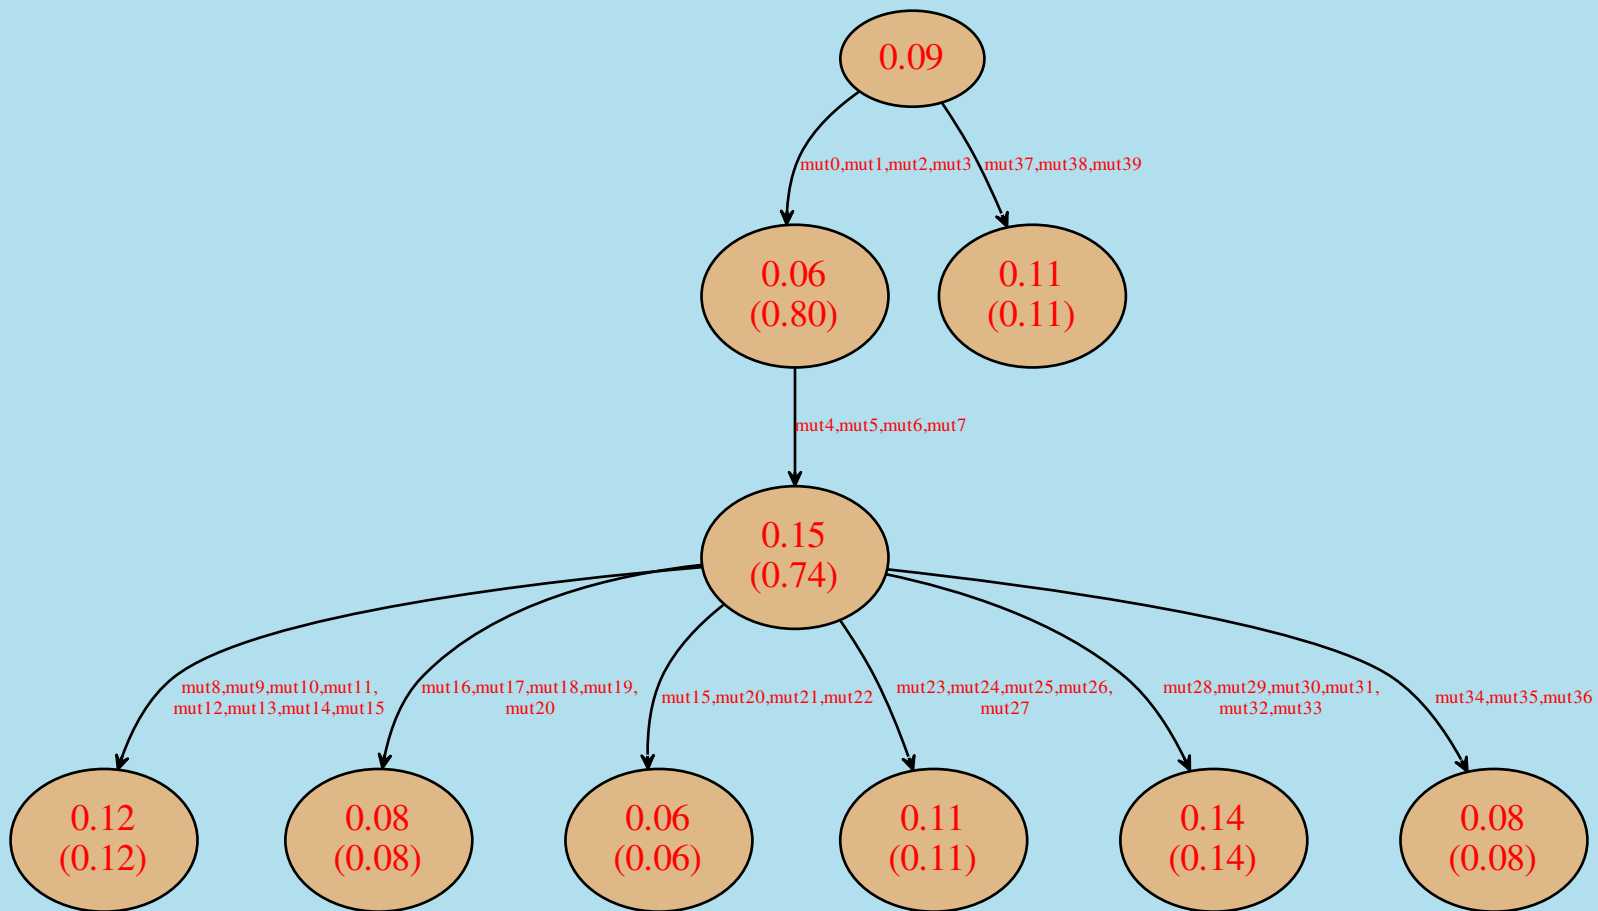 0.09
mut0,mut1,mut2,mut3
mut37,mut38,mut39
0.06
(0.80)
0.11
(0.11)
mut4,mut5,mut6,mut7
0.15
(0.74)
mut8,mut9,mut10,mut11,
mut12,mut13,mut14,mut15
mut16,mut17,mut18,mut19,
mut20
mut15,mut20,mut21,mut22
mut23,mut24,mut25,mut26,
mut27
mut28,mut29,mut30,mut31,
mut32,mut33
mut34,mut35,mut36
0.12
(0.12)
0.08
(0.08)
0.06
(0.06)
0.11
(0.11)
0.14
(0.14)
0.08
(0.08)